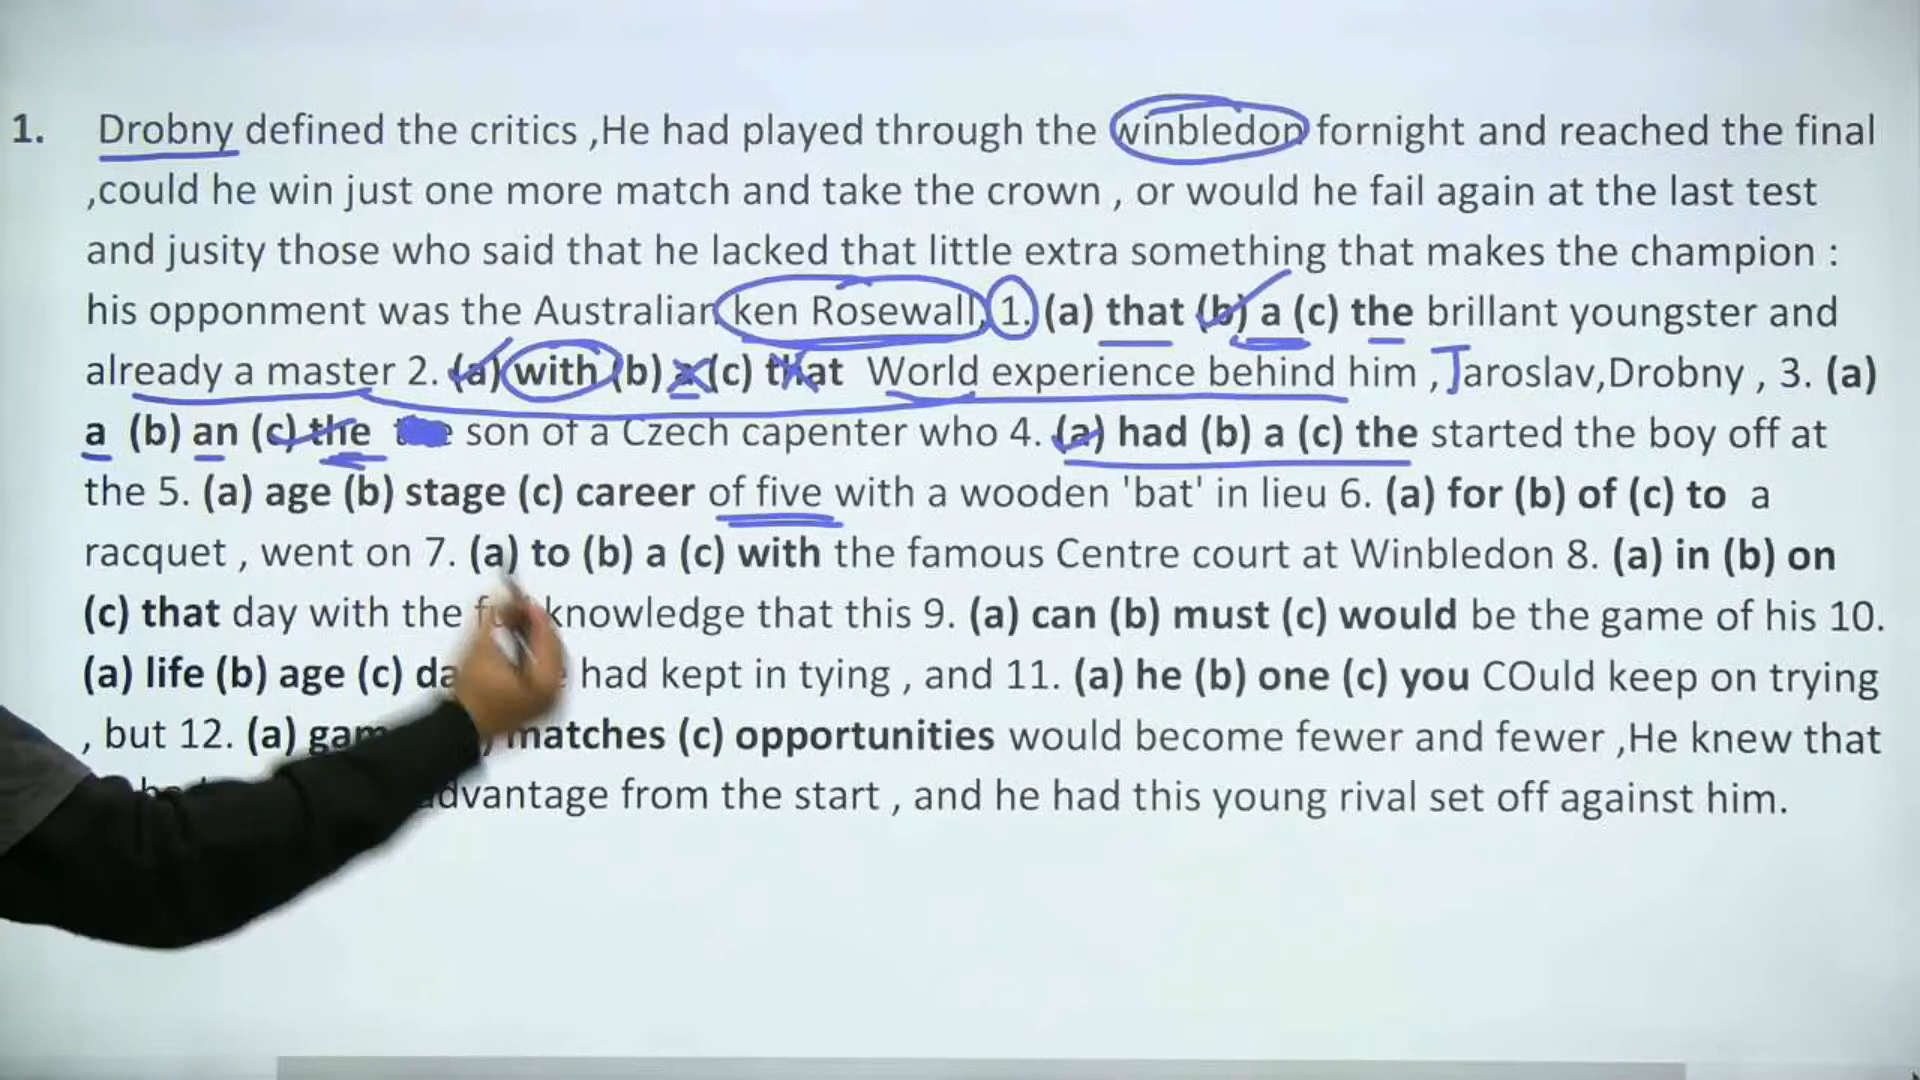 1. Drobny defined the critics ,He had played through the winbledon fornight and reached the final
,could he win just one more match and take the crown , or would he fail again at the last test
and jusity those who said that he lacked that little extra something that makes the champion :
his opponment was the Australian ken Rosewall, 1. (a) that (b) a (c) the brillant youngster and
already a master 2. (a) with (b) a (c) that World experience behind him , Jaroslav,Drobny , 3. (a)
a (b) an (c) the son of a Czech capenter who 4. (a) had (b) a (c) the started the boy off at
the 5. (a) age (b) stage (c) career of five with a wooden 'bat' in lieu 6. (a) for (b) of (c) to a
racquet , went on 7. (a) to (b) a (c) with the famous Centre court at Winbledon 8. (a) in (b) on
(c) that day with the knowledge that this 9. (a) can (b) must (c) would be the game of his 10.
(a) life (b) age (c) had kept in tying , and 11. (a) he (b) one (c) you COuld keep on trying
, but 12. (a) matches (c) opportunities would become fewer and fewer ,He knew that
from the start , and he had this young rival set off against him.